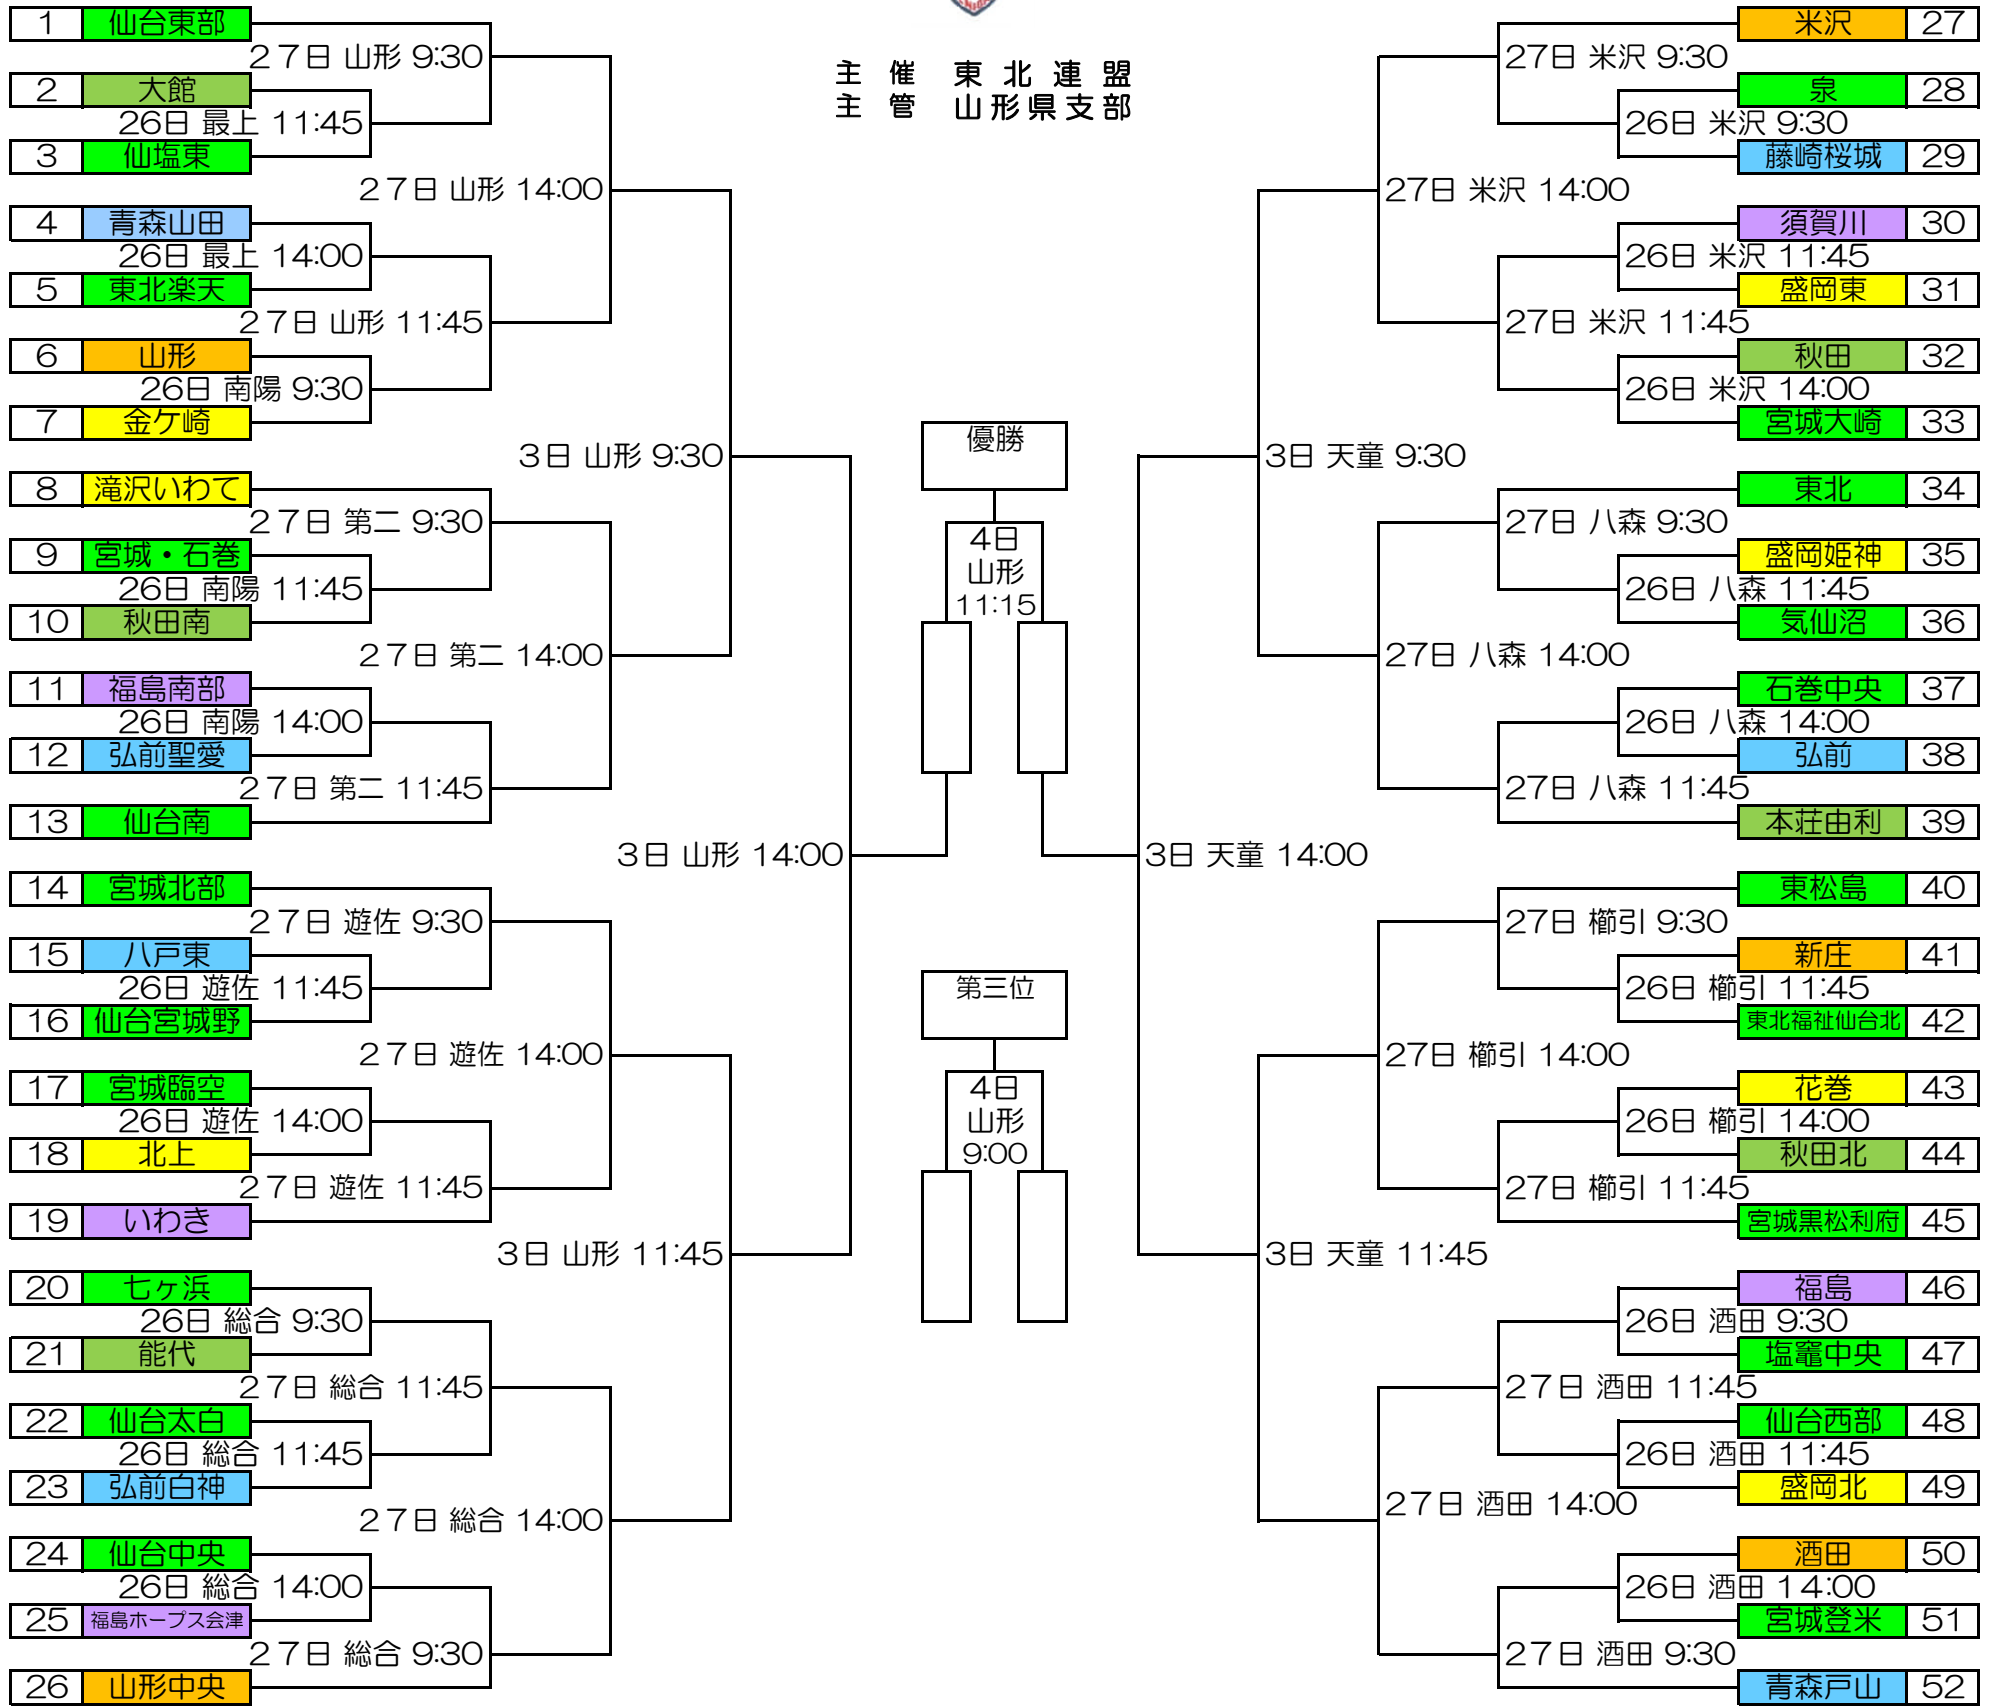 主 催 東 北 連 盟
主 管 山形県支部
1 仙台東部
27日 山形 9:30
2 大館
26日 最上 11:45
3 仙塩東
27日 山形 14:00
4 青森山田
26日 最上 14:00
5 東北楽天
27日 山形 11:45
6 山形
26日 南陽 9:30
7 金ケ崎
3日 山形 9:30
8 滝沢いわて
27日 第二 9:30
9 宮城・石巻
26日 南陽 11:45
10 秋田南
27日 第二 14:00
11 福島南部
26日 南陽 14:00
12 弘前聖愛
27日 第二 11:45
13 仙台南
3日 山形 14:00
14 宮城北部
27日 遊佐 9:30
15 八戸東
26日 遊佐 11:45
16 仙台宮城野
27日 遊佐 14:00
17 宮城臨空
26日 遊佐 14:00
18 北上
27日 遊佐 11:45
19 いわき
3日 山形 11:45
20 七ヶ浜
26日 総合 9:30
21 能代
27日 総合 11:45
22 仙台太白
26日 総合 11:45
23 弘前白神
27日 総合 14:00
24 仙台中央
26日 総合 14:00
25 福島ホープス会津
27日 総合 9:30
26 山形中央
優勝
4日
山形
11:15
第三位
4日
山形
9:00
米沢 27
27日 米沢 9:30
泉 28
26日 米沢 9:30
藤崎桜城 29
27日 米沢 14:00
須賀川 30
26日 米沢 11:45
盛岡東 31
27日 米沢 11:45
秋田 32
26日 米沢 14:00
宮城大崎 33
3日 天童 9:30
東北 34
27日 八森 9:30
盛岡姫神 35
26日 八森 11:45
気仙沼 36
27日 八森 14:00
石巻中央 37
26日 八森 14:00
弘前 38
27日 八森 11:45
本荘由利 39
3日 天童 14:00
東松島 40
27日 櫛引 9:30
新庄 41
26日 櫛引 11:45
東北福祉仙台北 42
27日 櫛引 14:00
花巻 43
26日 櫛引 14:00
秋田北 44
27日 櫛引 11:45
宮城黒松利府 45
3日 天童 11:45
福島 46
26日 酒田 9:30
塩竈中央 47
27日 酒田 11:45
仙台西部 48
26日 酒田 11:45
盛岡北 49
27日 酒田 14:00
酒田 50
26日 酒田 14:00
宮城登米 51
27日 酒田 9:30
青森戸山 52